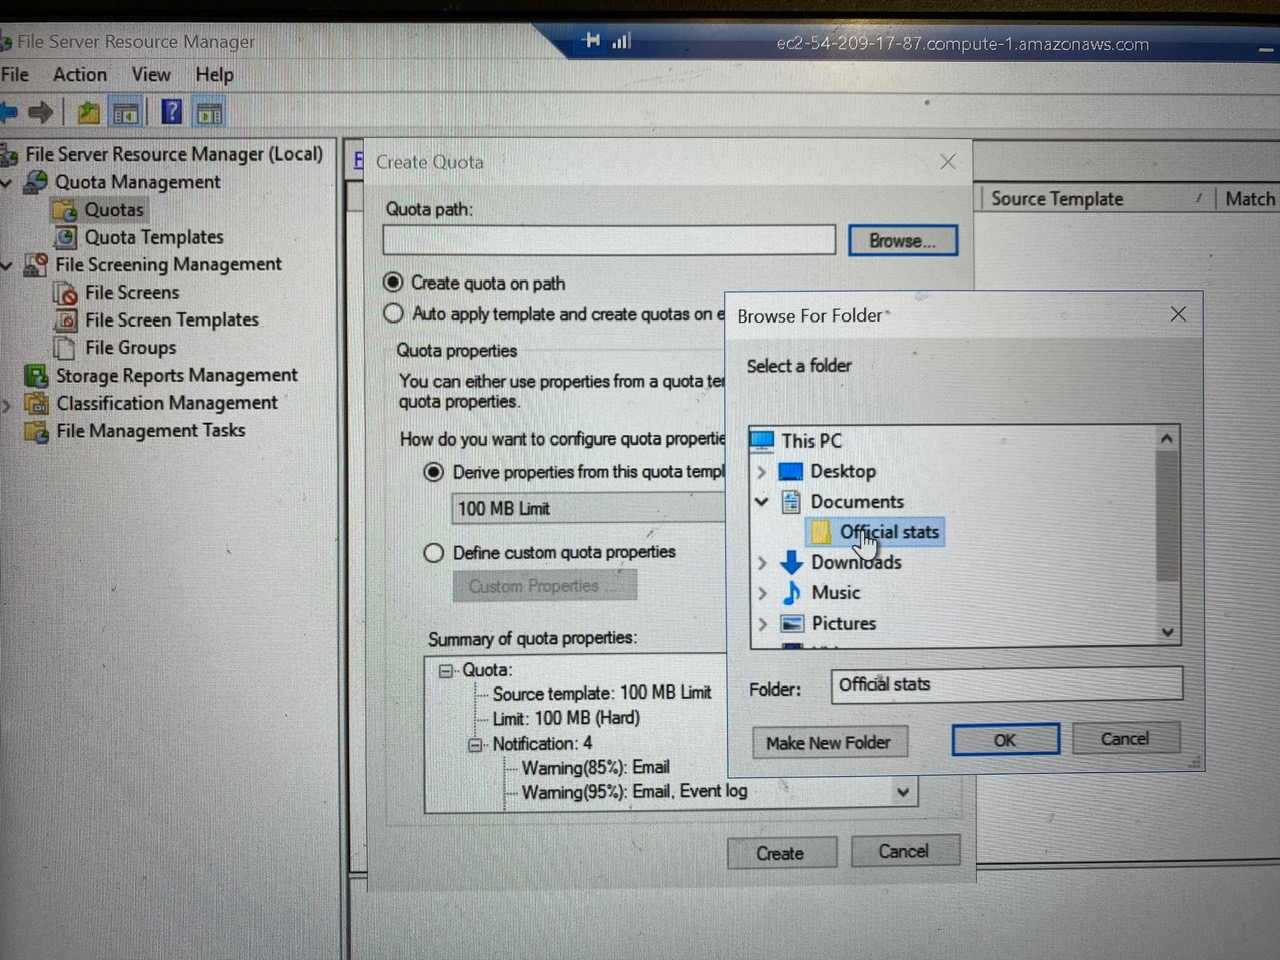 File Server Resource Manager
ec2-54-209-17-87.compute-1.amazonaws.com
File Action View Help
File Server Resource Manager (Local)
Quota Management
Quotas
Quota Templates
File Screening Management
File Screens
File Screen Templates
File Groups
Storage Reports Management
Classification Management
File Management Tasks
F
Source Template
Match
Create Quota
Quota path:
Browse...
Create quota on path
Auto apply template and create quotas on e
Quota properties
You can either use properties from a quota ter
quota properties.
How do you want to configure quota propertie
Derive properties from this quota templ
100 MB Limit
Define custom quota properties
Custom Properties ...
Summary of quota properties:
Quota:
Source template: 100 MB Limit
Limit: 100 MB (Hard)
Notification: 4
Warning(85%): Email
Warning(95%): Email, Event log
Create
Cancel
Browse For Folder
Select a folder
This PC
Desktop
Documents
Official stats
Downloads
Music
Pictures
Folder:
Official stats
Make New Folder
OK
Cancel